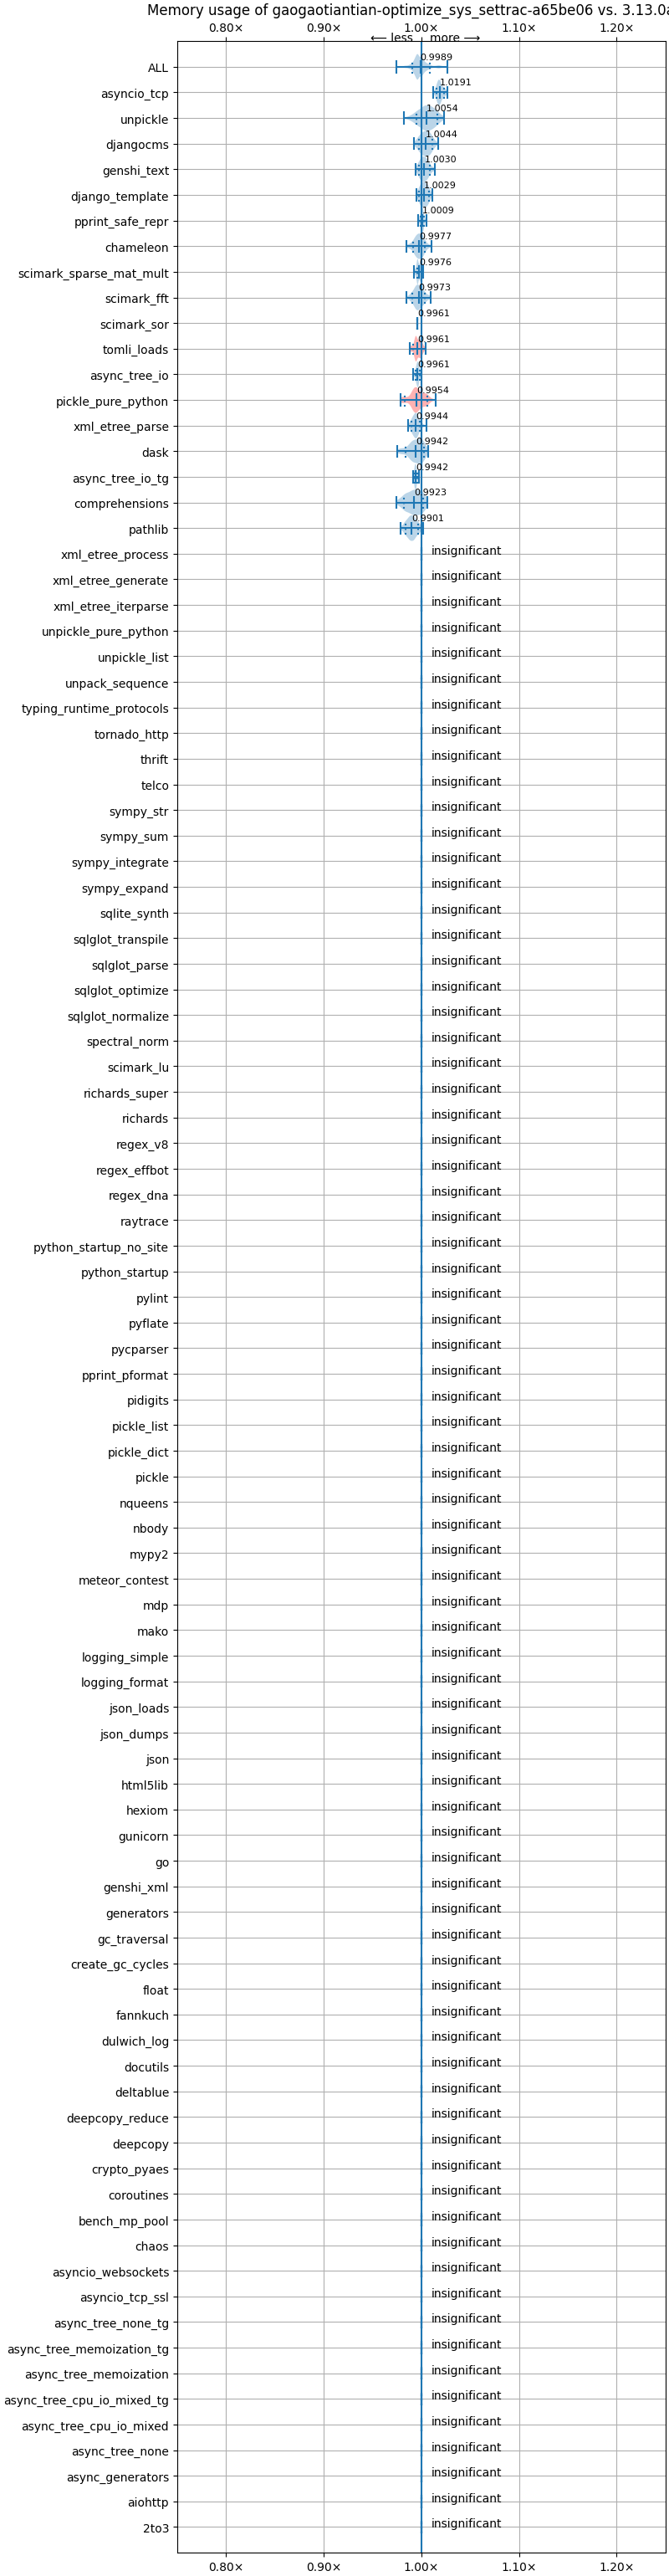 Memory usage of gaogaotiantian-optimize_sys_settrac-a65be06 vs. 3.13.0a
0.80× 0.90× 1.00× 1.10× 1.20×
⟵ less more ⟶
ALL 0.9989
asyncio_tcp 1.0191
unpickle 1.0054
djangocms 1.0044
genshi_text 1.0030
django_template 1.0029
pprint_safe_repr 1.0009
chameleon 0.9977
scimark_sparse_mat_mult 0.9976
scimark_fft 0.9973
scimark_sor 0.9961
tomli_loads 0.9961
async_tree_io 0.9961
pickle_pure_python 0.9954
xml_etree_parse 0.9944
dask 0.9942
async_tree_io_tg 0.9942
comprehensions 0.9923
pathlib 0.9901
xml_etree_process insignificant
xml_etree_generate insignificant
xml_etree_iterparse insignificant
unpickle_pure_python insignificant
unpickle_list insignificant
unpack_sequence insignificant
typing_runtime_protocols insignificant
tornado_http insignificant
thrift insignificant
telco insignificant
sympy_str insignificant
sympy_sum insignificant
sympy_integrate insignificant
sympy_expand insignificant
sqlite_synth insignificant
sqlglot_transpile insignificant
sqlglot_parse insignificant
sqlglot_optimize insignificant
sqlglot_normalize insignificant
spectral_norm insignificant
scimark_lu insignificant
richards_super insignificant
richards insignificant
regex_v8 insignificant
regex_effbot insignificant
regex_dna insignificant
raytrace insignificant
python_startup_no_site insignificant
python_startup insignificant
pylint insignificant
pyflate insignificant
pycparser insignificant
pprint_pformat insignificant
pidigits insignificant
pickle_list insignificant
pickle_dict insignificant
pickle insignificant
nqueens insignificant
nbody insignificant
mypy2 insignificant
meteor_contest insignificant
mdp insignificant
mako insignificant
logging_simple insignificant
logging_format insignificant
json_loads insignificant
json_dumps insignificant
json insignificant
html5lib insignificant
hexiom insignificant
gunicorn insignificant
go insignificant
genshi_xml insignificant
generators insignificant
gc_traversal insignificant
create_gc_cycles insignificant
float insignificant
fannkuch insignificant
dulwich_log insignificant
docutils insignificant
deltablue insignificant
deepcopy_reduce insignificant
deepcopy insignificant
crypto_pyaes insignificant
coroutines insignificant
bench_mp_pool insignificant
chaos insignificant
asyncio_websockets insignificant
asyncio_tcp_ssl insignificant
async_tree_none_tg insignificant
async_tree_memoization_tg insignificant
async_tree_memoization insignificant
async_tree_cpu_io_mixed_tg insignificant
async_tree_cpu_io_mixed insignificant
async_tree_none insignificant
async_generators insignificant
aiohttp insignificant
2to3 insignificant
0.80× 0.90× 1.00× 1.10× 1.20×